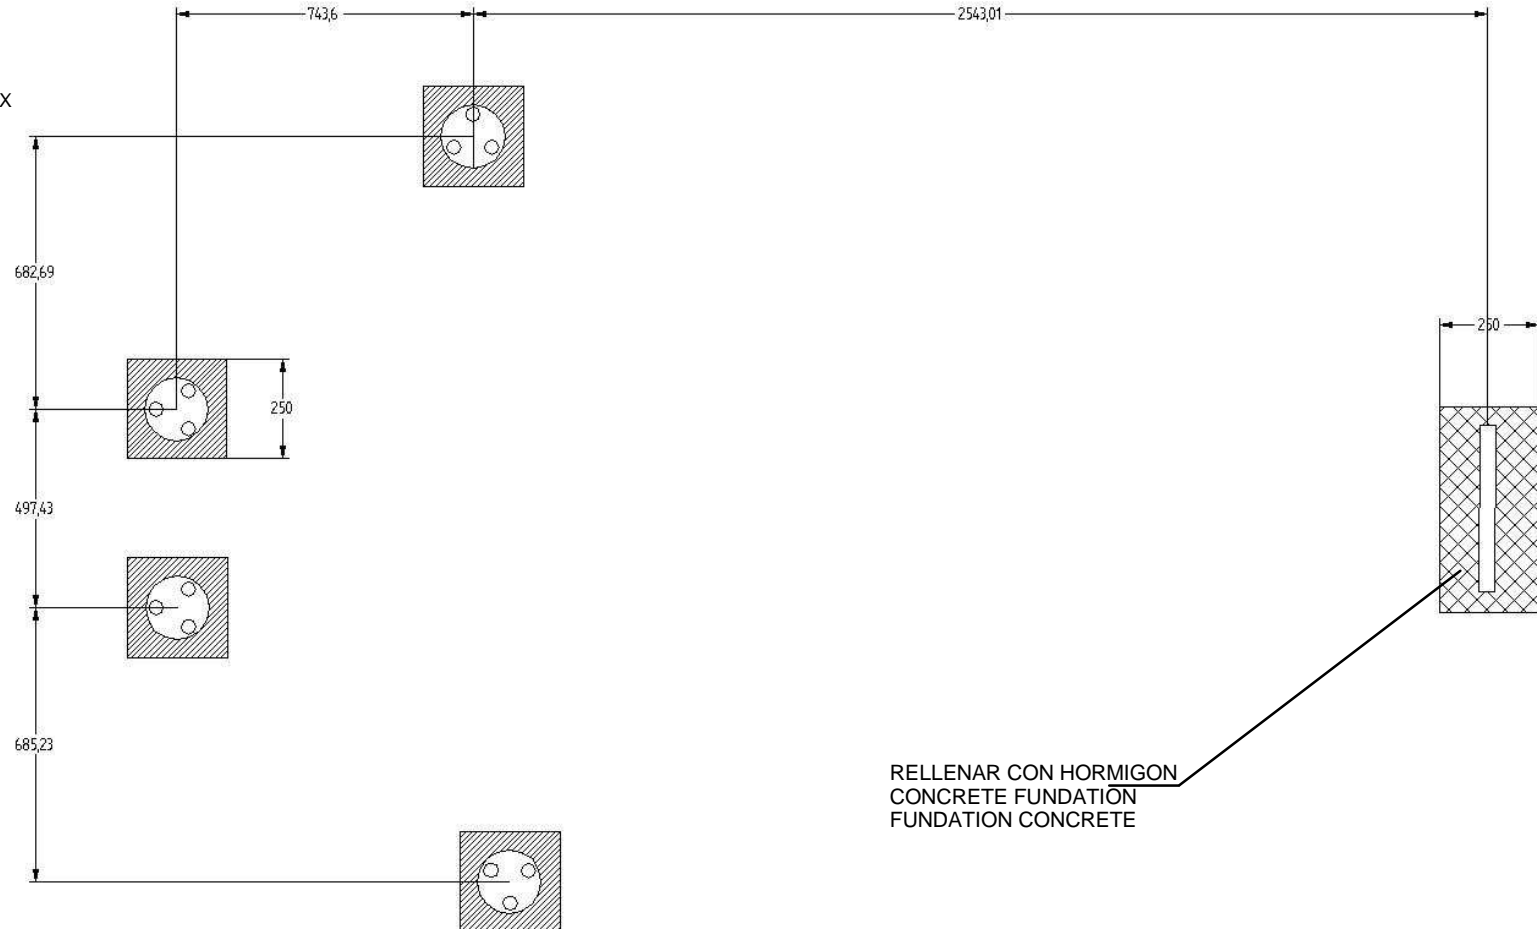 743,6
2543,01
X
682,69
250
250
497,43
685,23
RELLENAR CON HORMIGON
CONCRETE FUNDATION
FUNDATION CONCRETE